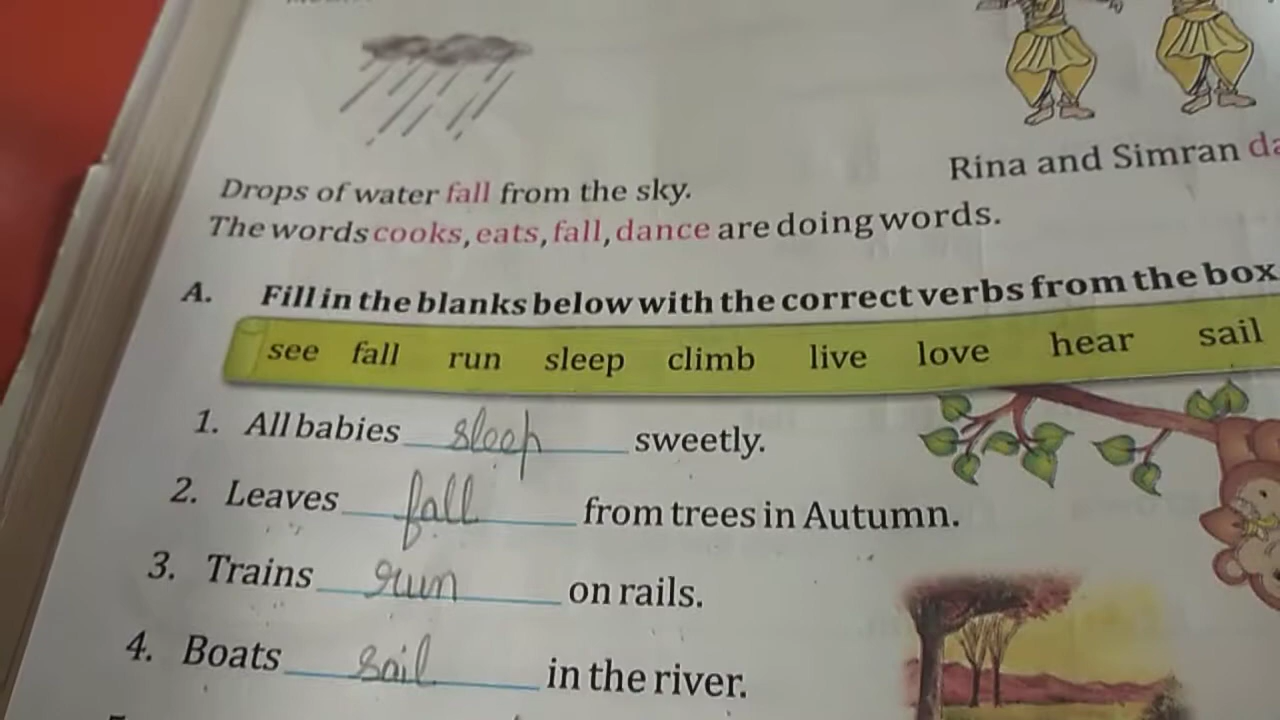 Rina and Simran da
Drops of water fall from the sky.
The words cooks, eats, fall, dance are doing words.
A. Fill in the blanks below with the correct verbs from the box
see fall run sleep climb live love hear sail
1. All babies sleep sweetly.
2. Leaves fall from trees in Autumn.
3. Trains run on rails.
4. Boats sail in the river.